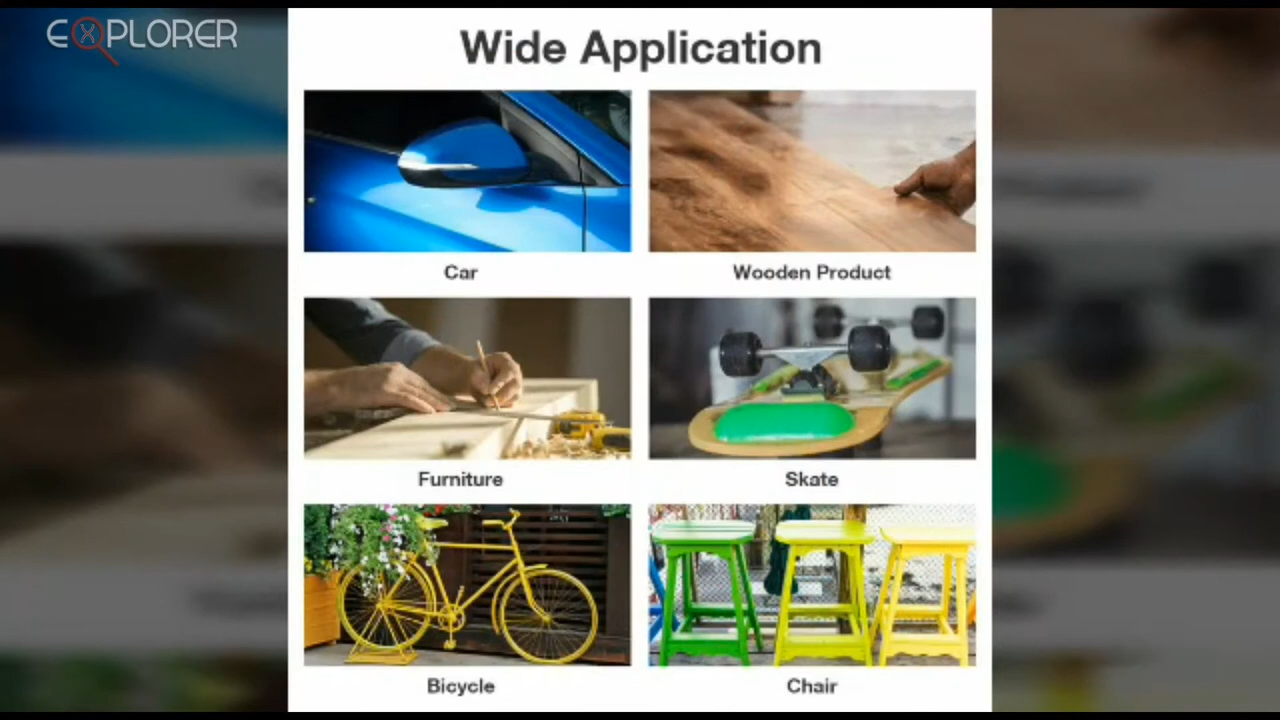 EXPLORER
Wide Application
Car
Wooden Product
Furniture
Skate
Bicycle
Chair